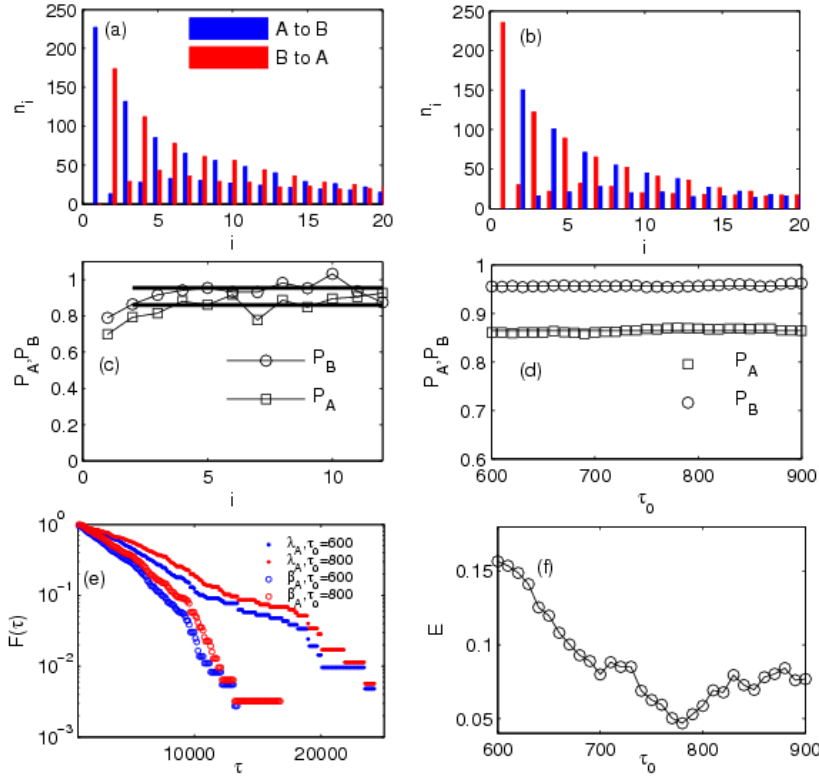 (a)
A to B
B to A
n_i
250
200
150
100
50
0
0 5 10 15 20
i
(b)
n_i
250
200
150
100
50
0
0 5 10 15 20
i
(c)
P_A,P_B
1
0.8
0.6
0.4
0.2
0
P_B
P_A
0 5 10
i
(d)
P_A,P_B
1
0.9
0.8
0.7
0.6
P_A
P_B
600 700 800 900
τ_o
(e)
F(τ)
10^0
10^-1
10^-2
10^-3
λ_A,τ_o=600
λ_A,τ_o=800
β_A,τ_o=600
β_A,τ_o=800
10000 20000
τ
(f)
E
0.15
0.1
0.05
600 700 800 900
τ_o